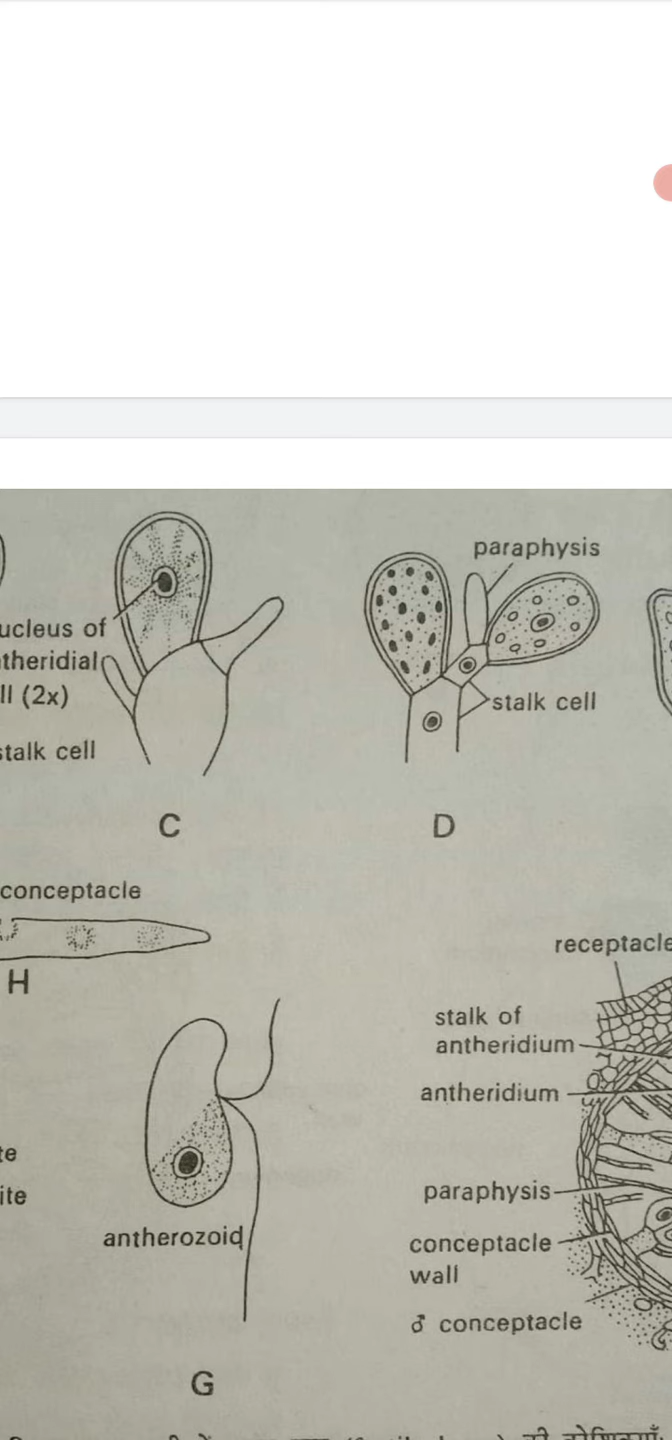 paraphysis
ucleus of
theridial
ll (2x)
stalk cell
stalk cell
C
D
conceptacle
H
receptacle
stalk of
antheridium
antheridium
te
ite
paraphysis
antherozoid
conceptacle
wall
♂ conceptacle
G